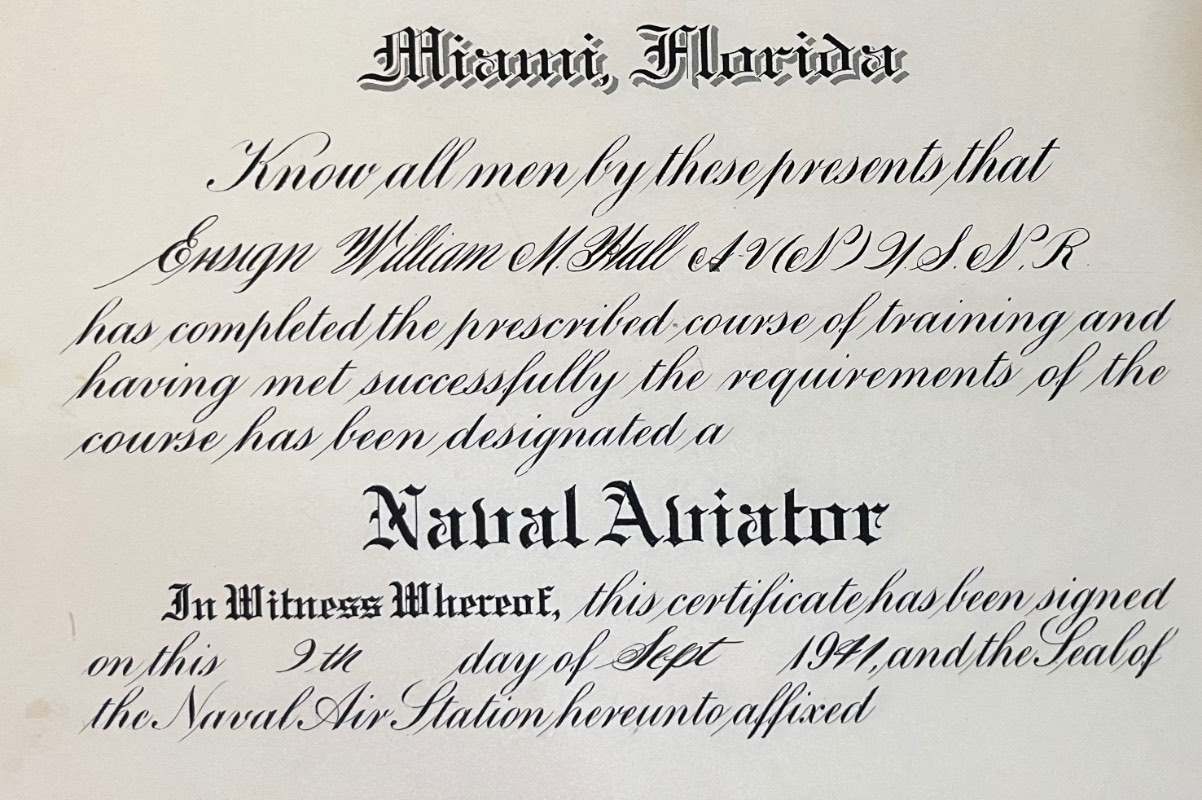 Miami, Florida
Know all men by these presents that
Ensign William M. Hall A-V(N) U.S.N.R.
has completed the prescribed course of training and
having met successfully the requirements of the
course has been designated a
Naval Aviator
In Witness Whereof, this certificate has been signed
on this 9th day of Sept 1941, and the Seal of
the Naval Air Station hereunto affixed